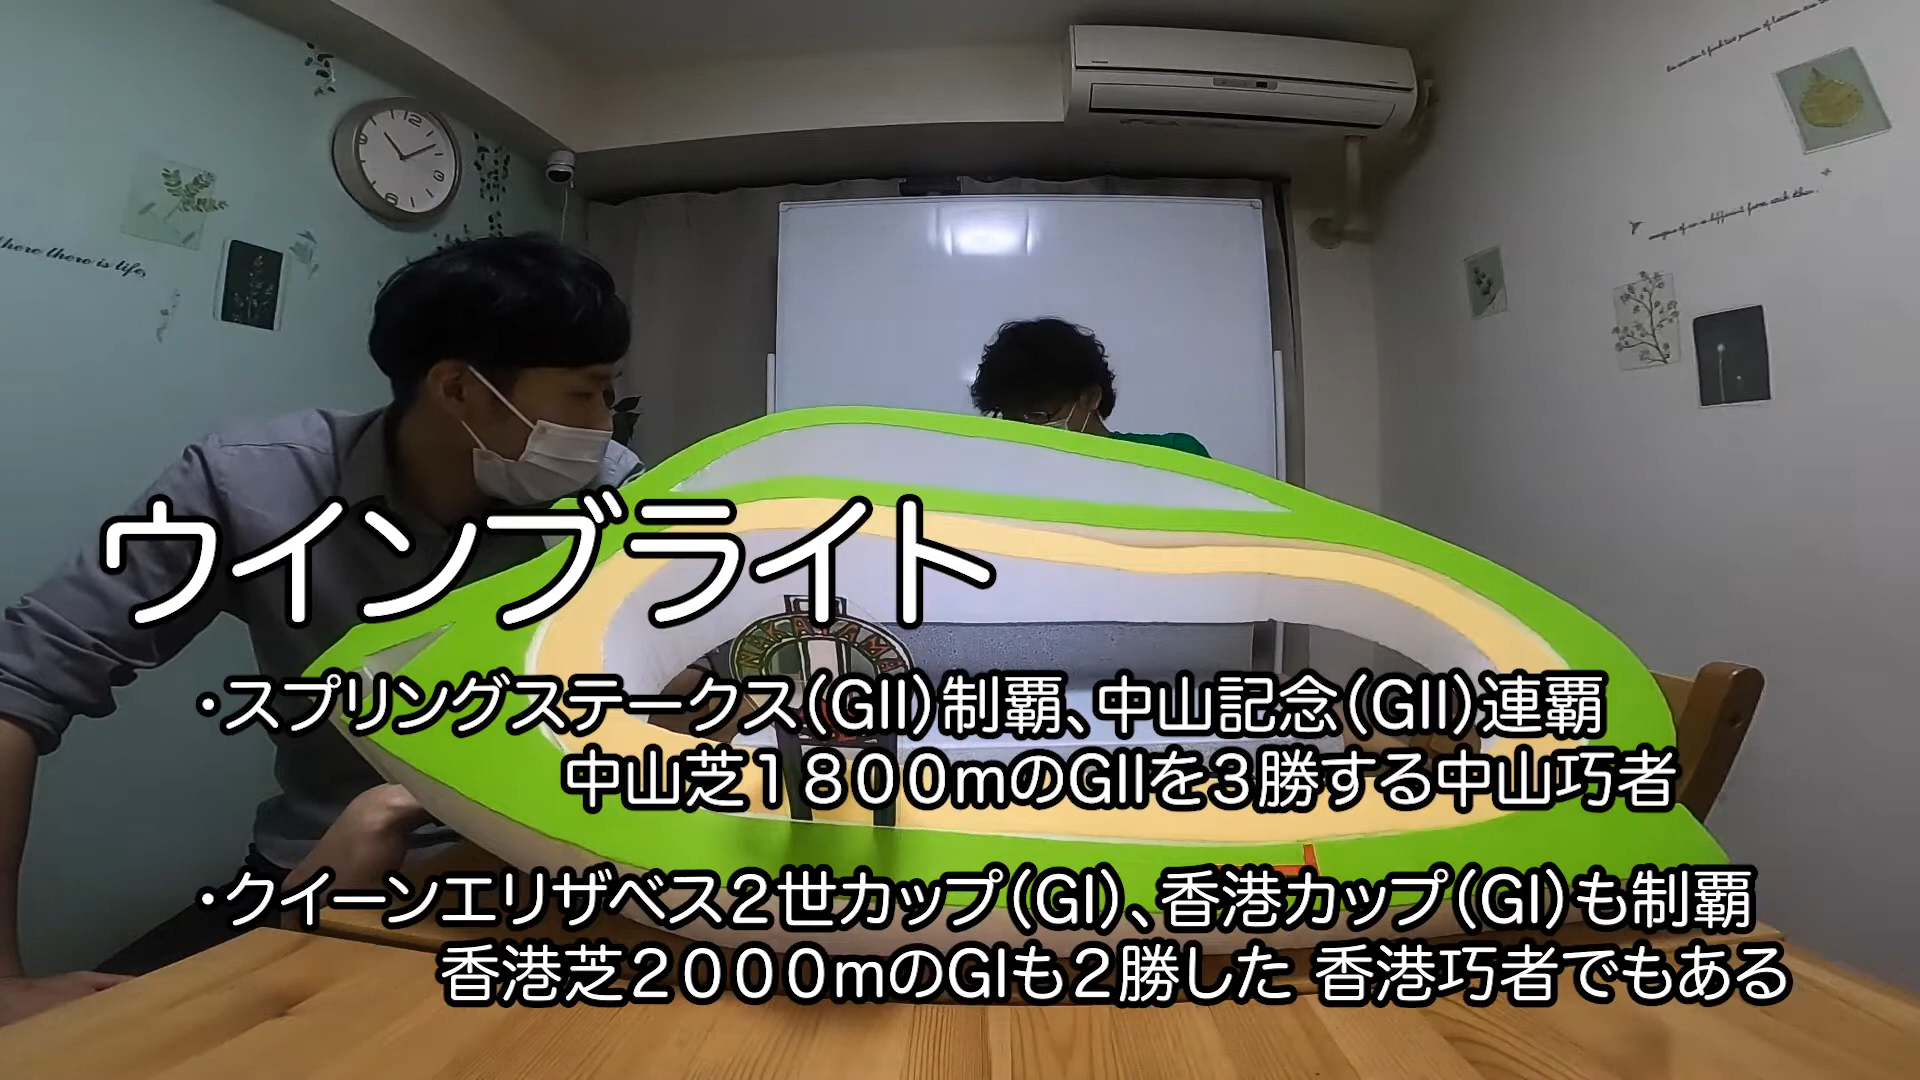 here there is life
ウインブライト
NAKAYAMA
・スプリングステークス(GII)制覇、中山記念(GII)連覇
中山芝1800mのGIIを3勝する中山巧者
・クイーンエリザベス2世カップ(GI)、香港カップ(GI)も制覇
香港芝2000mのGIも2勝した 香港巧者でもある